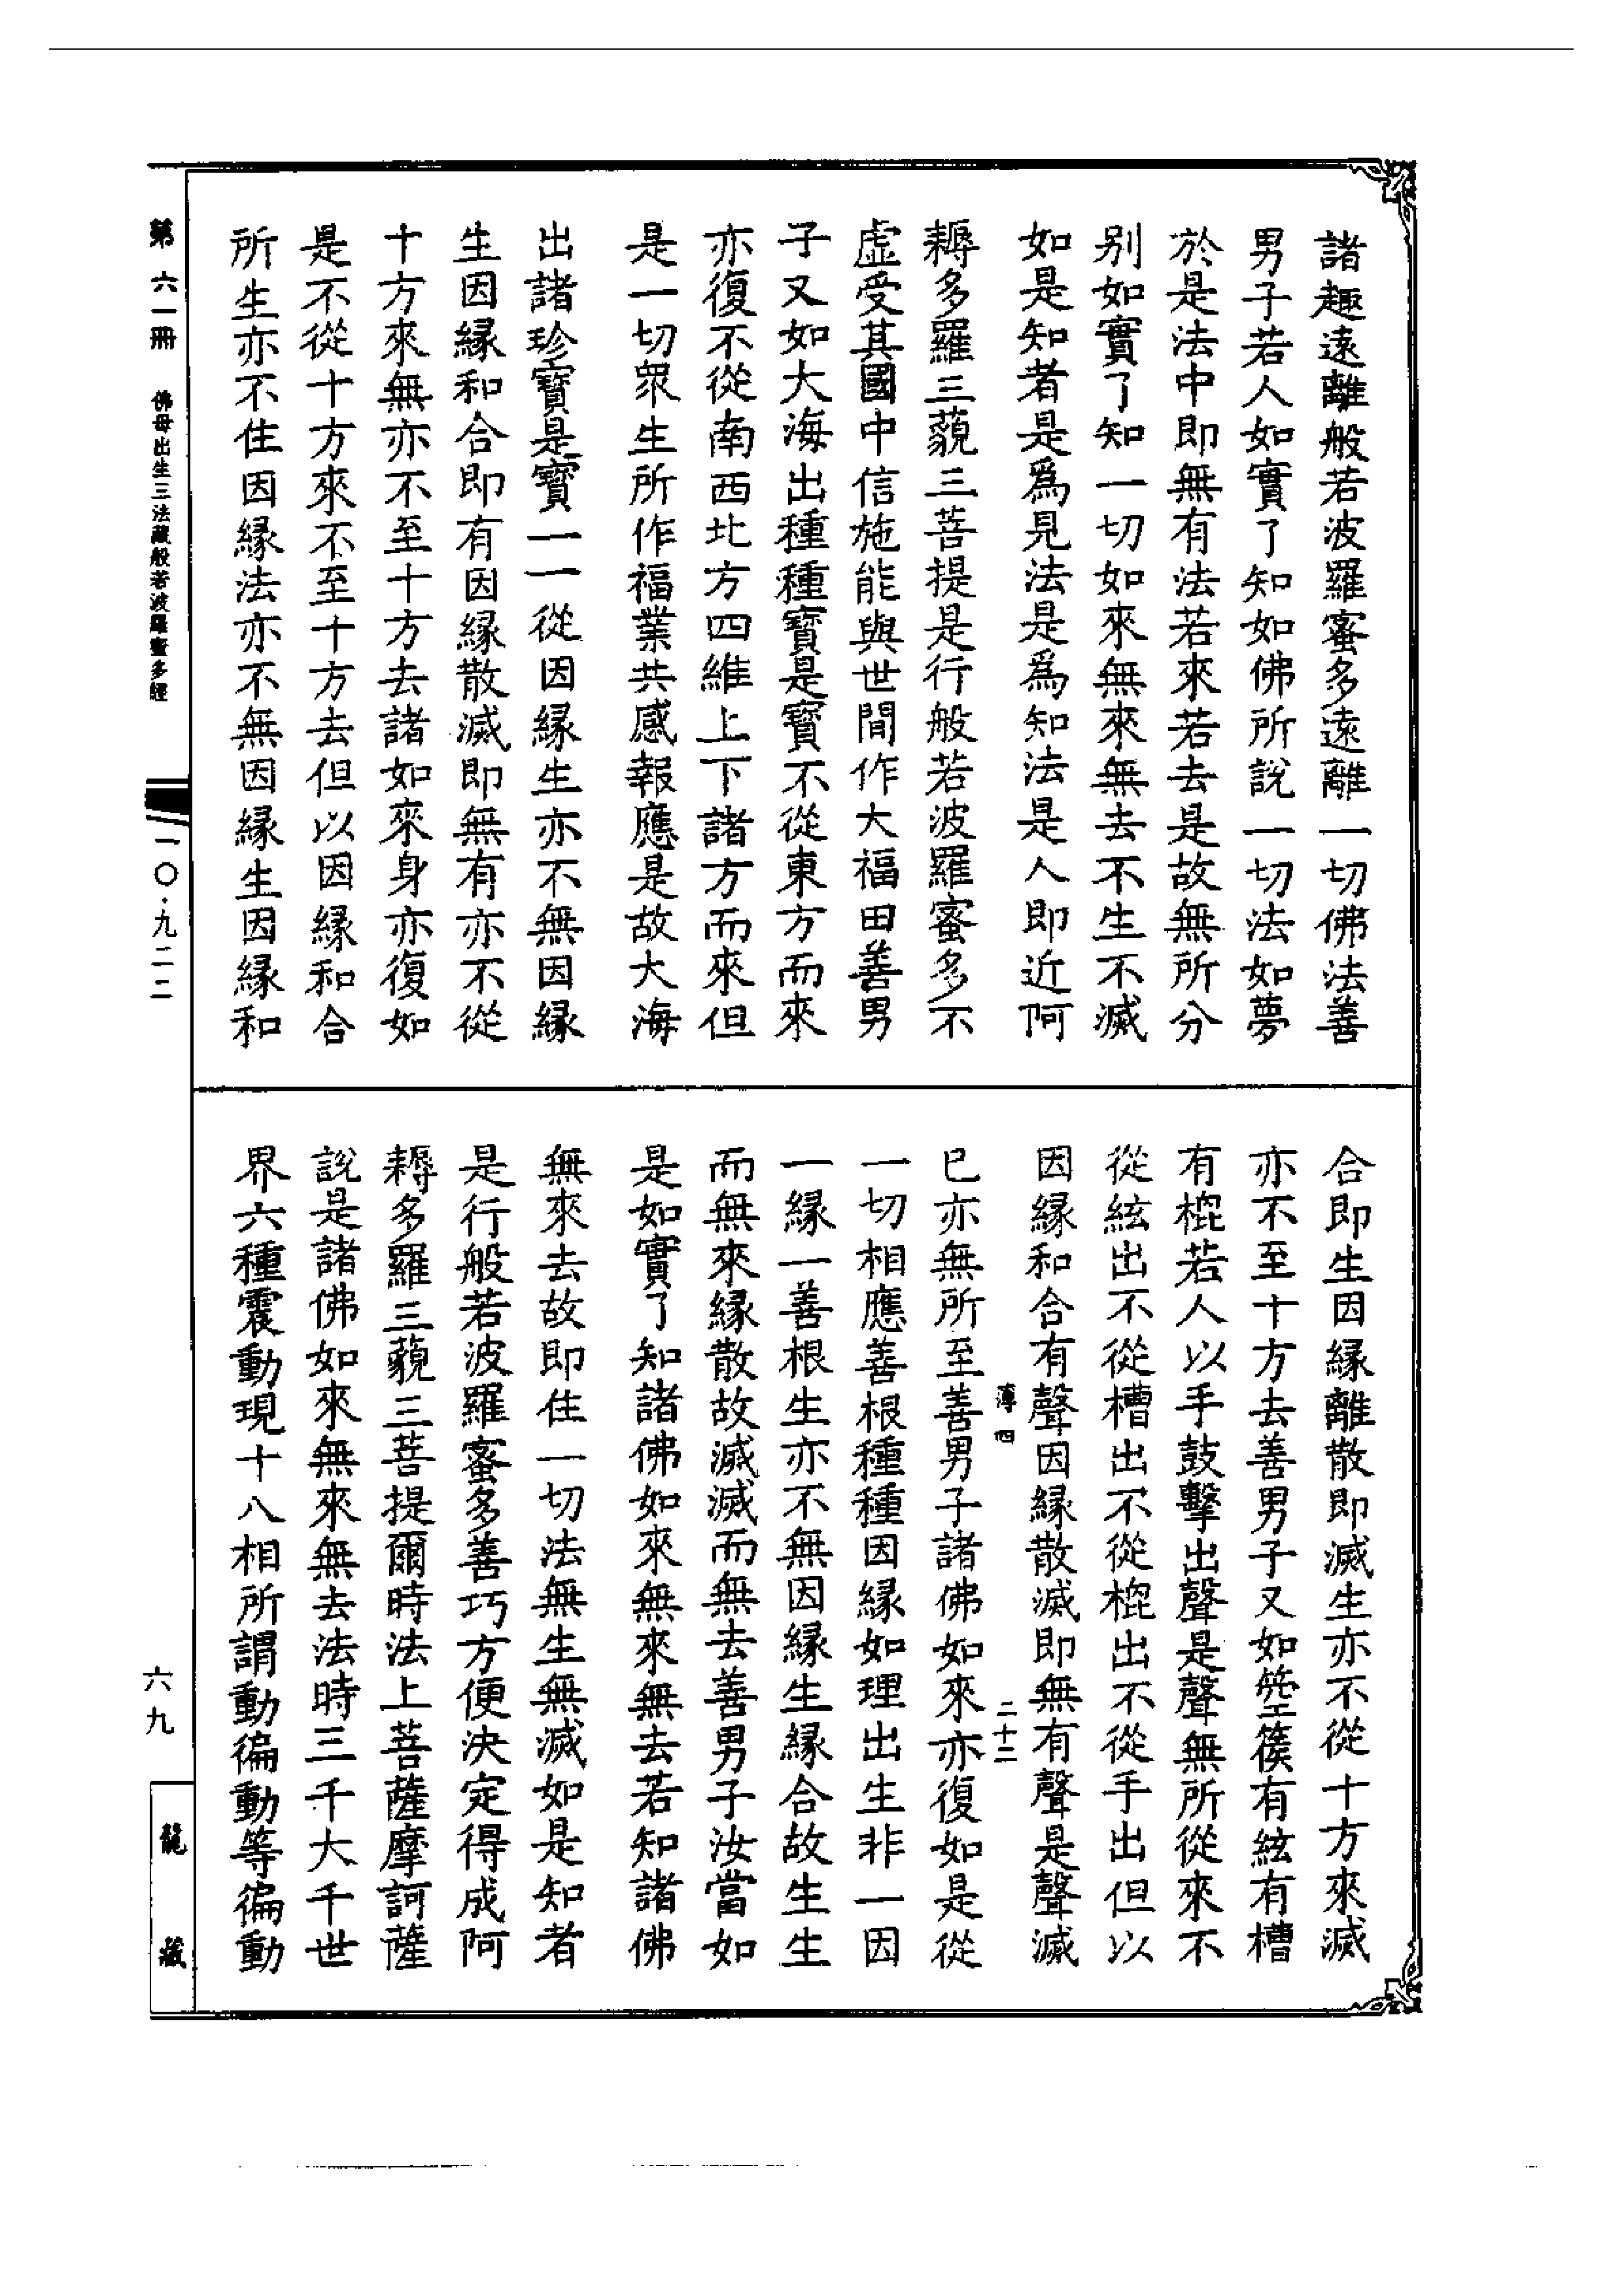 諸趣遠離般若波羅蜜多遠離一切佛法善
男子若人如實了知如佛所説一切法如夢
於是法中即無有法若來若去是故無所分
别如實了知一切如來無來無去不生不滅
如是知者是爲見法是爲知法是人即近阿
耨多羅三藐三菩提是行般若波羅蜜多不
虛受其國中信施能與世間作大福田善男
子又如大海出種種寶是寶不從東方而來
亦復不從南西北方四維上下諸方而來但
是一切眾生所作福業共感報應是故大海
出諸珍寶是寶一一從因緣生亦不無因緣
生因緣和合即有因緣散滅即無有亦不從
十方來無亦不至十方去諸如來身亦復如
是不從十方來不至十方去但以因緣和合
所生亦不住因緣法亦不無因緣生因緣和
合即生因緣離散即滅生亦不從十方來滅
亦不至十方去善男子又如箜篌有絃有槽
有棍若人以手鼓擊出聲是聲無所從來不
從絃出不從槽出不從棍出不從手出但以
因緣和合有聲因緣散滅即無有聲是聲滅
薄四 二十二
已亦無所至善男子諸佛如來亦復如是從
一切相應善根種種因緣如理出生非一因
一緣一善根生亦不無因緣生緣合故生生
而無來緣散故滅滅而無去善男子汝當如
是如實了知諸佛如來無來無去若知諸佛
無來去故即住一切法無生無滅如是知者
是行般若波羅蜜多善巧方便決定得成阿
耨多羅三藐三菩提爾時法上菩薩摩訶薩
説是諸佛如來無來無去法時三千大千世
界六種震動現十八相所謂動徧動等徧動
第六一冊 佛母出生三法藏般若波羅蜜多經
一〇·九二二
六九
龍藏